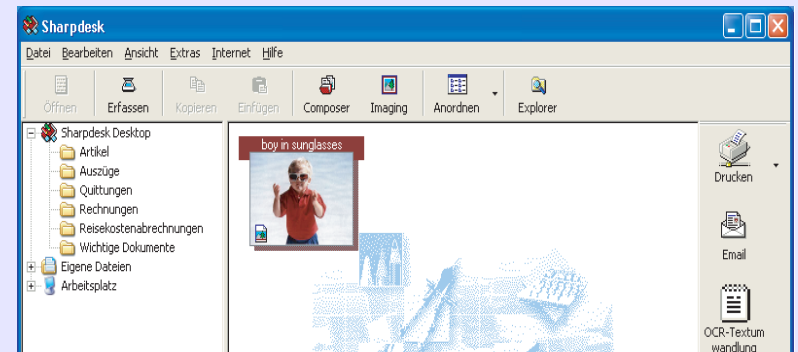 Sharpdesk
Datei Bearbeiten Ansicht Extras Internet Hilfe
Öffnen Erfassen Kopieren Einfügen Composer Imaging Anordnen Explorer
Sharpdesk Desktop
Artikel
Auszüge
Quittungen
Rechnungen
Reisekostenabrechnungen
Wichtige Dokumente
Eigene Dateien
Arbeitsplatz
boy in sunglasses
Drucken
Email
OCR-Textum
wandlung